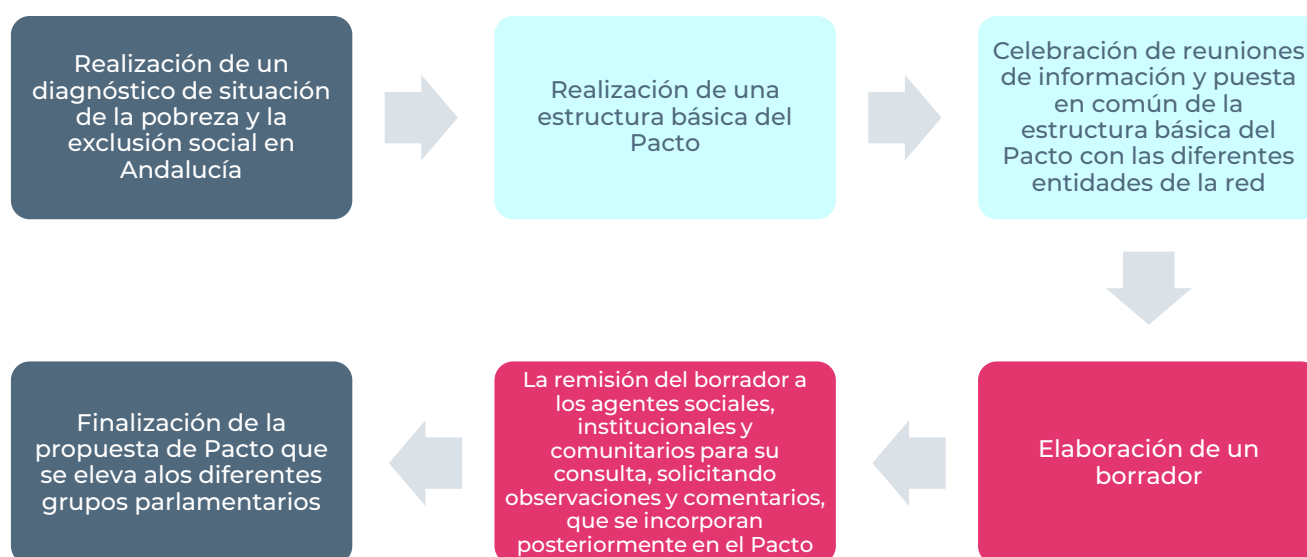 Realización de un
diagnóstico de situación
de la pobreza y la
exclusión social en
Andalucía
Realización de una
estructura básica del
Pacto
Celebración de reuniones
de información y puesta
en común de la
estructura básica del
Pacto con las diferentes
entidades de la red
Elaboración de un
borrador
La remisión del borrador a
los agentes sociales,
institucionales y
comunitarios para su
consulta, solicitando
observaciones y comentarios,
que se incorporan
posteriormente en el Pacto
Finalización de la
propuesta de Pacto que
se eleva alos diferentes
grupos parlamentarios